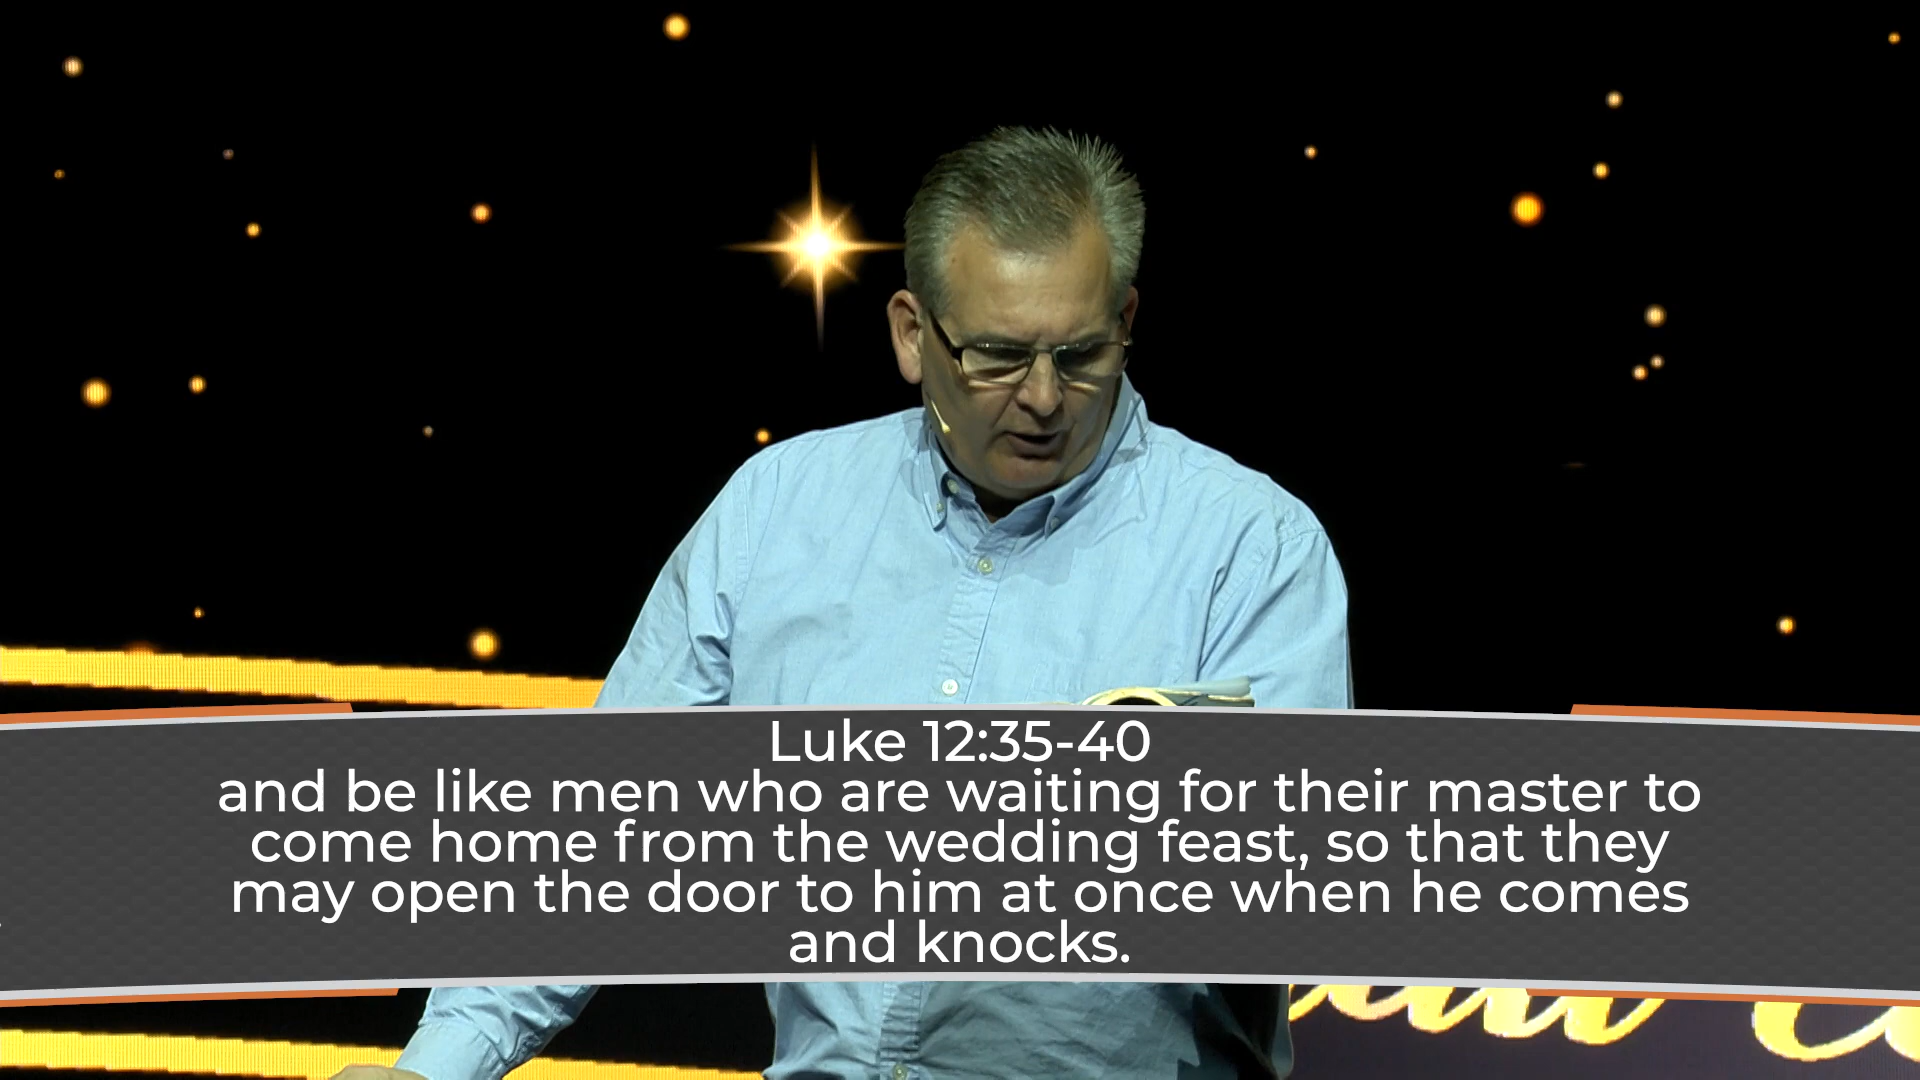 Luke 12:35-40
and be like men who are waiting for their master to
come home from the wedding feast, so that they
may open the door to him at once when he comes
and knocks.